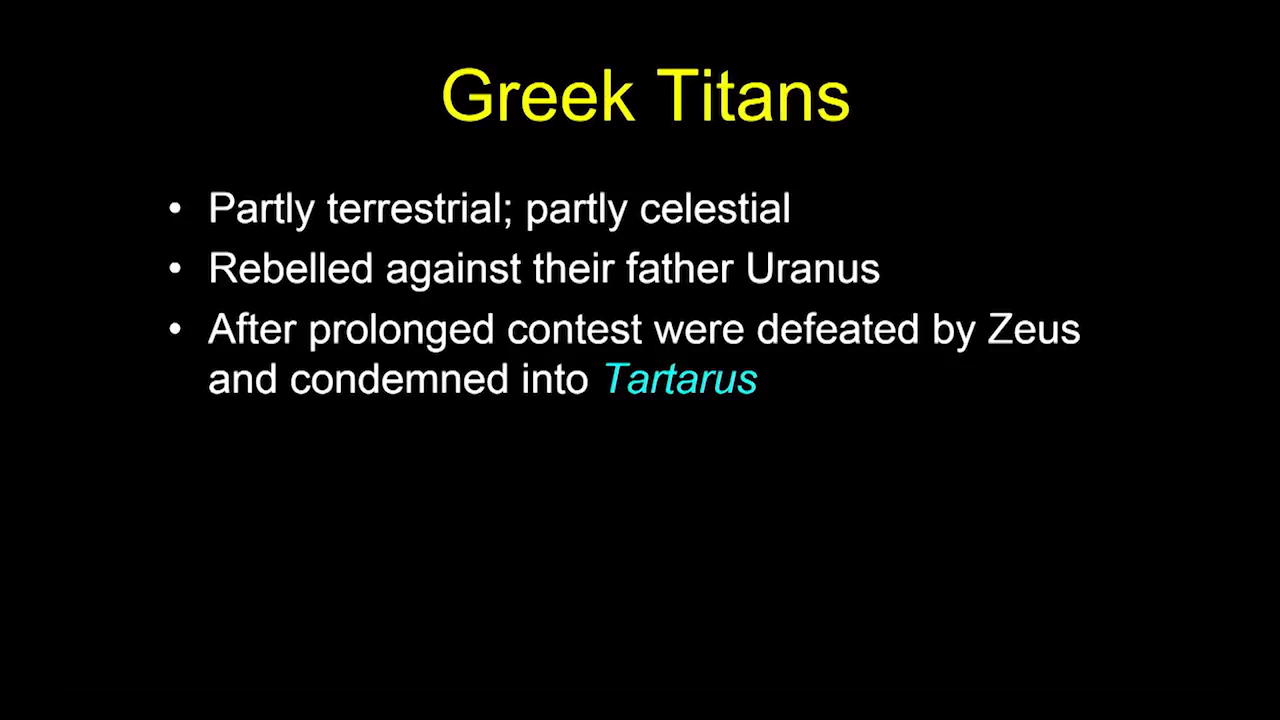 Greek Titans
• Partly terrestrial; partly celestial
• Rebelled against their father Uranus
• After prolonged contest were defeated by Zeus
and condemned into Tartarus